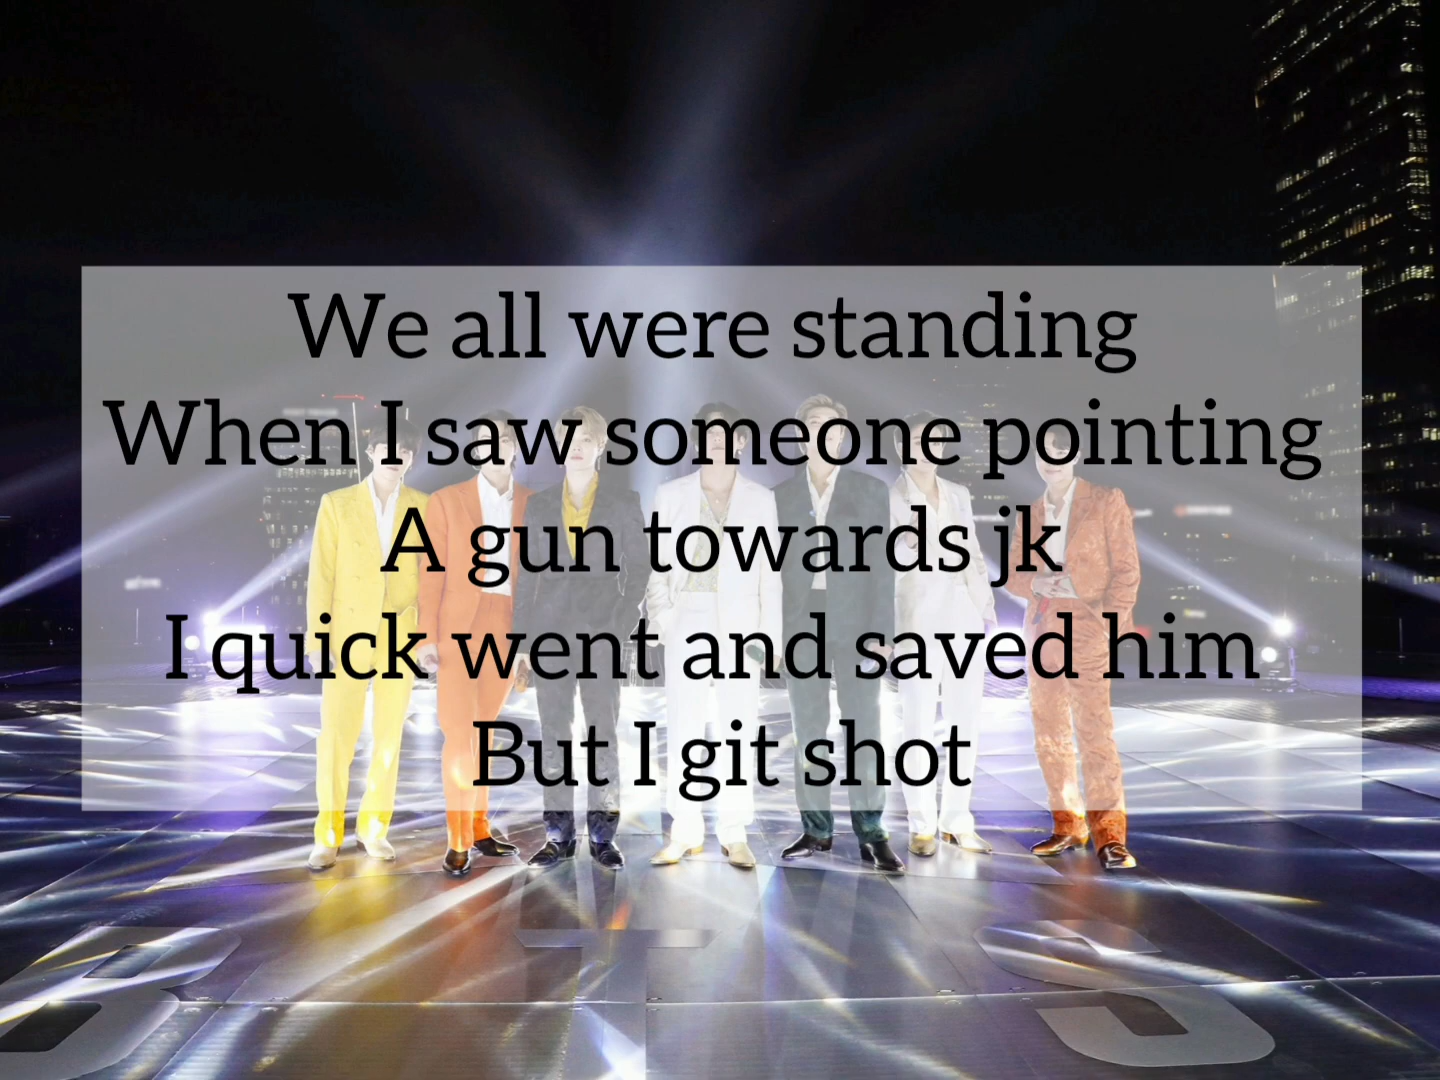 We all were standing
When I saw someone pointing
A gun towards jk
I quick went and saved him
But I git shot
BTS